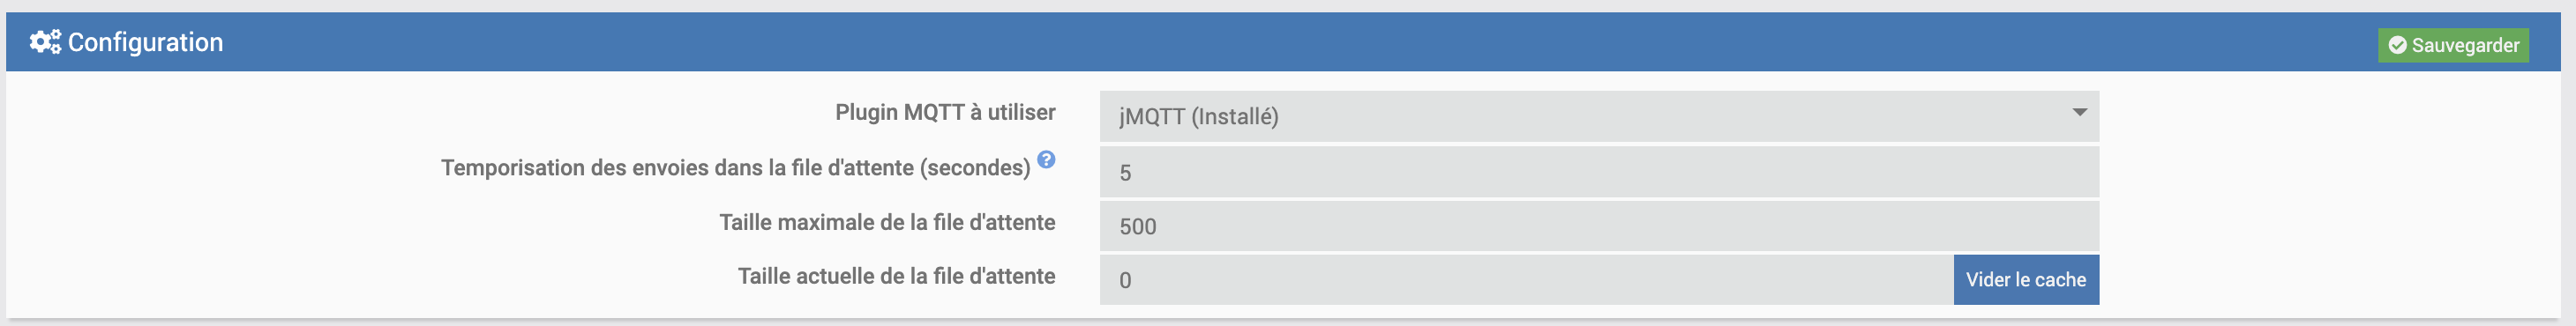 Configuration
Sauvegarder
Plugin MQTT à utiliser
jMQTT (Installé)
Temporisation des envoies dans la file d'attente (secondes) ?
5
Taille maximale de la file d'attente
500
Taille actuelle de la file d'attente
0
Vider le cache